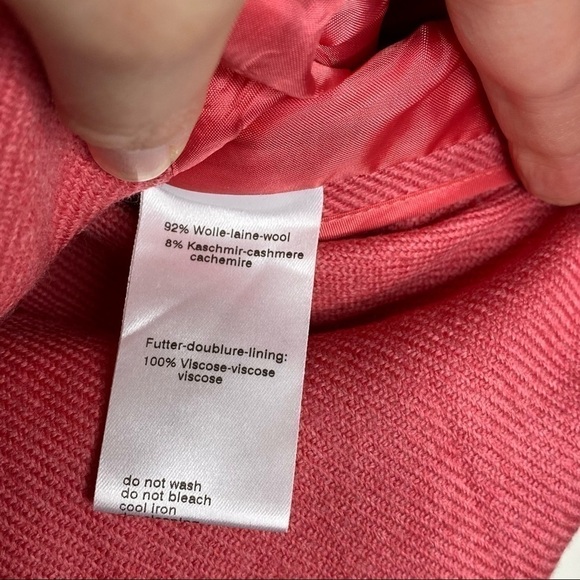 92% Wolle-laine-wool
8% Kaschmir-cashmere
cachemire
Futter-doublure-lining:
100% Viscose-viscose
viscose
do not wash
do not bleach
cool iron